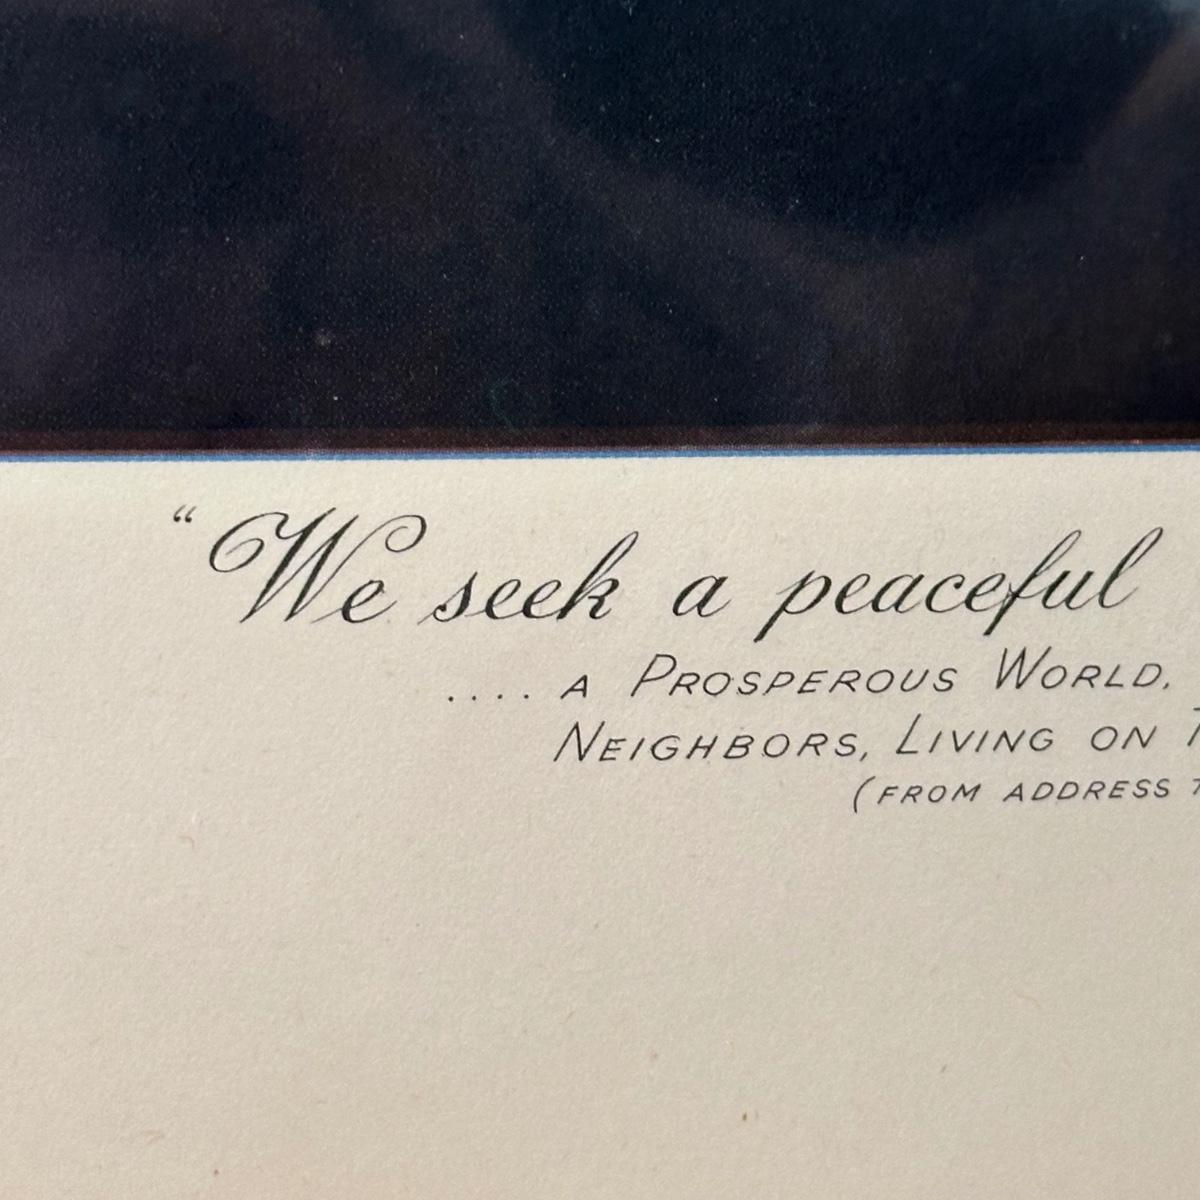 “We seek a peaceful
.... a Prosperous World,
Neighbors, Living on
(from address